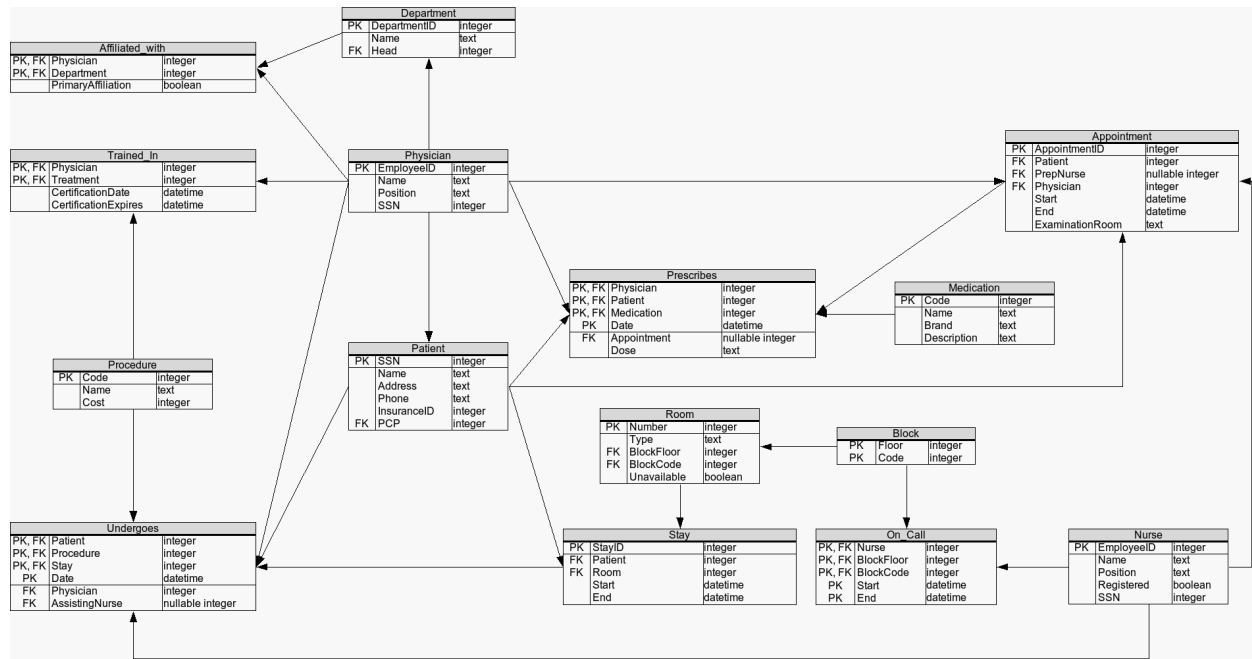 Department
PK DepartmentID integer
Name text
FK Head integer
Affiliated_with
PK, FK Physician integer
PK, FK Department integer
PrimaryAffiliation boolean
Trained_In
PK, FK Physician integer
PK, FK Treatment integer
CertificationDate datetime
CertificationExpires datetime
Physician
PK EmployeeID integer
Name text
Position text
SSN integer
Appointment
PK AppointmentID integer
FK Patient integer
FK PrepNurse nullable integer
FK Physician integer
Start datetime
End datetime
ExaminationRoom text
Prescribes
PK, FK Physician integer
PK, FK Patient integer
PK, FK Medication integer
PK Date datetime
FK Appointment nullable integer
Dose text
Medication
PK Code integer
Name text
Brand text
Description text
Procedure
PK Code integer
Name text
Cost integer
Patient
PK SSN integer
Name text
Address text
Phone text
InsuranceID integer
FK PCP integer
Room
PK Number integer
Type text
FK BlockFloor integer
FK BlockCode integer
Unavailable boolean
Block
PK Floor integer
PK Code integer
Undergoes
PK, FK Patient integer
PK, FK Procedure integer
PK, FK Stay integer
PK Date datetime
FK Physician integer
FK AssistingNurse nullable integer
Stay
PK StayID integer
FK Patient integer
FK Room integer
Start datetime
End datetime
On_Call
PK, FK Nurse integer
PK, FK BlockFloor integer
PK, FK BlockCode integer
PK Start datetime
PK End datetime
Nurse
PK EmployeeID integer
Name text
Position text
Registered boolean
SSN integer